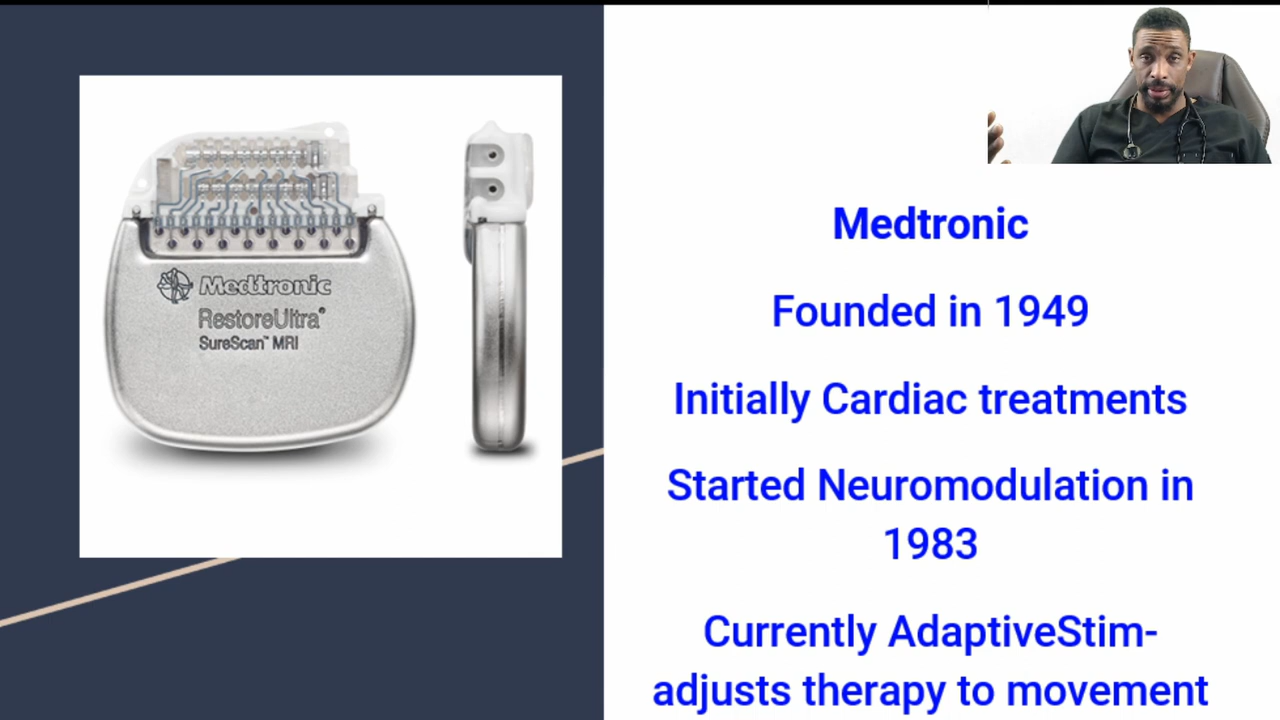 Medtronic
RestoreUltra®
SureScan™ MRI
Medtronic
Founded in 1949
Initially Cardiac treatments
Started Neuromodulation in
1983
Currently AdaptiveStim-
adjusts therapy to movement